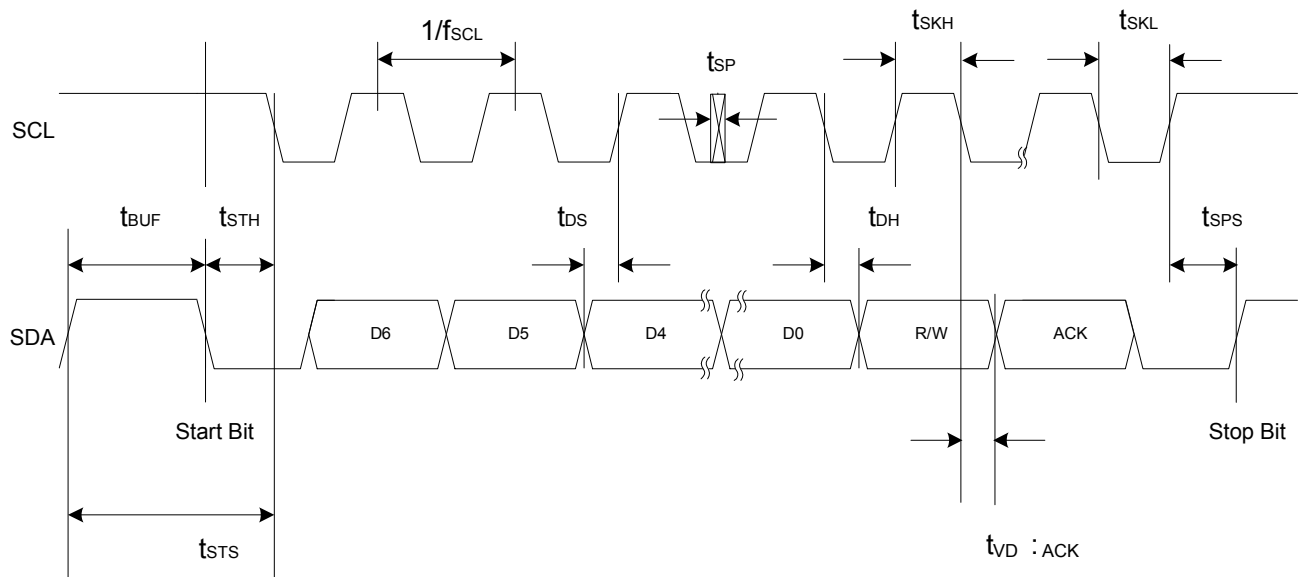 1/fSCL
tSKH
tSKL
tSP
SCL
tBUF
tSTH
tDS
tDH
tSPS
SDA
D6
D5
D4
D0
R/W
ACK
Start Bit
Stop Bit
tSTS
tVD : ACK